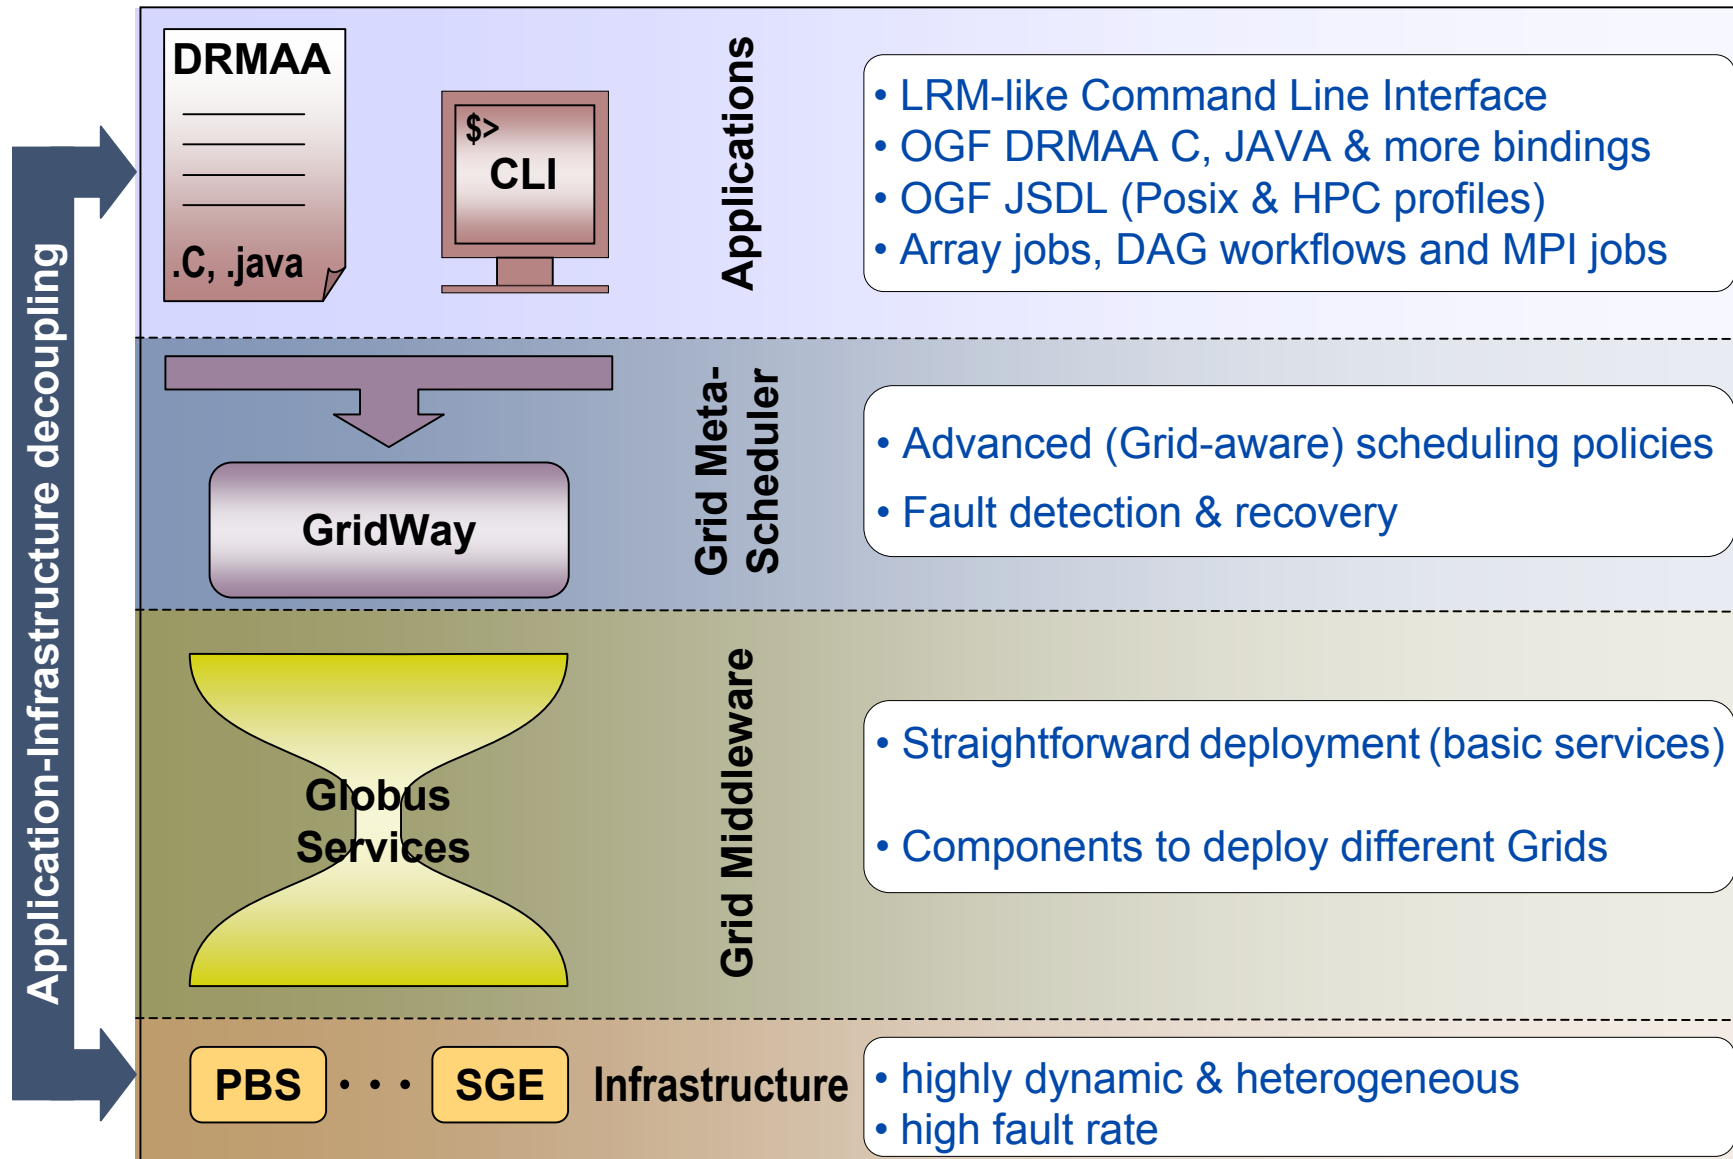 Application-Infrastructure decoupling
DRMAA
.C, .java
$>
CLI
Applications
• LRM-like Command Line Interface
• OGF DRMAA C, JAVA & more bindings
• OGF JSDL (Posix & HPC profiles)
• Array jobs, DAG workflows and MPI jobs
GridWay
Grid Meta-
Scheduler
• Advanced (Grid-aware) scheduling policies
• Fault detection & recovery
Globus
Services
Grid Middleware
• Straightforward deployment (basic services)
• Components to deploy different Grids
PBS · · · SGE
Infrastructure
• highly dynamic & heterogeneous
• high fault rate